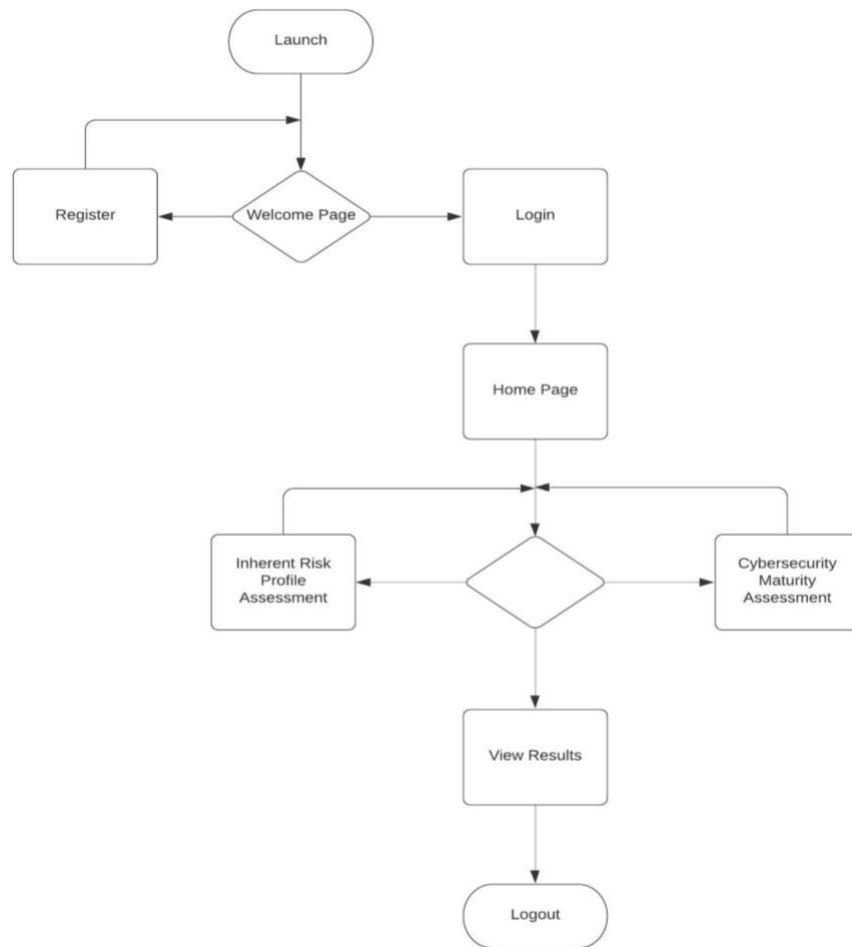 Launch
Register
Welcome Page
Login
Home Page
Inherent Risk
Profile
Assessment
Cybersecurity
Maturity
Assessment
View Results
Logout